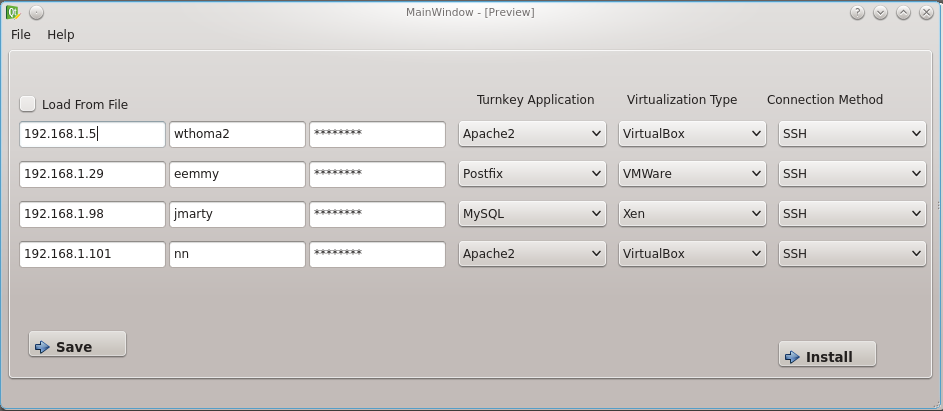 MainWindow - [Preview]
File Help
Load From File Turnkey Application Virtualization Type Connection Method
192.168.1.5 wthoma2 ******** Apache2 VirtualBox SSH
192.168.1.29 eemmy ******** Postfix VMWare SSH
192.168.1.98 jmarty ******** MySQL Xen SSH
192.168.1.101 nn ******** Apache2 VirtualBox SSH
Save
Install